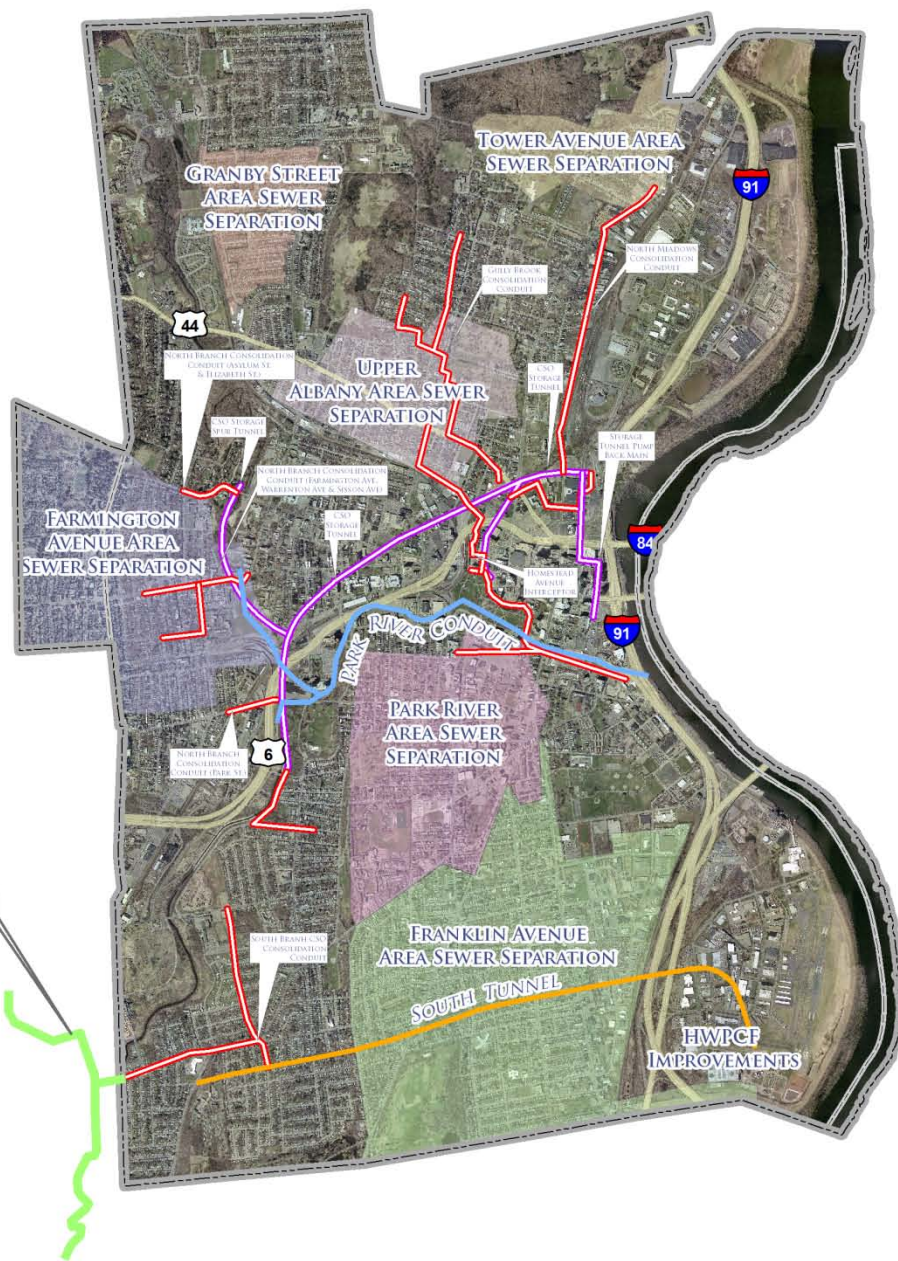 TOWER AVENUE AREA
SEWER SEPARATION
GRANBY STREET
AREA SEWER
SEPARATION
91
NORTH MEADOWS
CONSOLIDATION
CONDUIT
GULLY BROOK
CONSOLIDATION
CONDUIT
44
NORTH BRANCH CONSOLIDATION
CONDUIT (ASYLUM ST.
& ELIZABETH ST.)
UPPER
ALBANY AREA SEWER
SEPARATION
CSO
STORAGE
TUNNEL
CSO STORAGE
SPUR TUNNEL
STORAGE
TUNNEL PUMP
BACK MAIN
NORTH BRANCH CONSOLIDATION
CONDUIT (FARMINGTON AVE,
WARRENTON AVE & SISSON AVE)
FARMINGTON
AVENUE AREA
SEWER SEPARATION
CSO
STORAGE
TUNNEL
84
HOMESTEAD
AVENUE
INTERCEPTOR
91
PARK RIVER CONDUIT
PARK RIVER
AREA SEWER
SEPARATION
6
NORTH BRANCH
CONSOLIDATION
CONDUIT (PARK ST.)
SOUTH BRANH CSO
CONSOLIDATION
CONDUIT
FRANKLIN AVENUE
AREA SEWER SEPARATION
SOUTH TUNNEL
HWPCF
IMPROVEMENTS